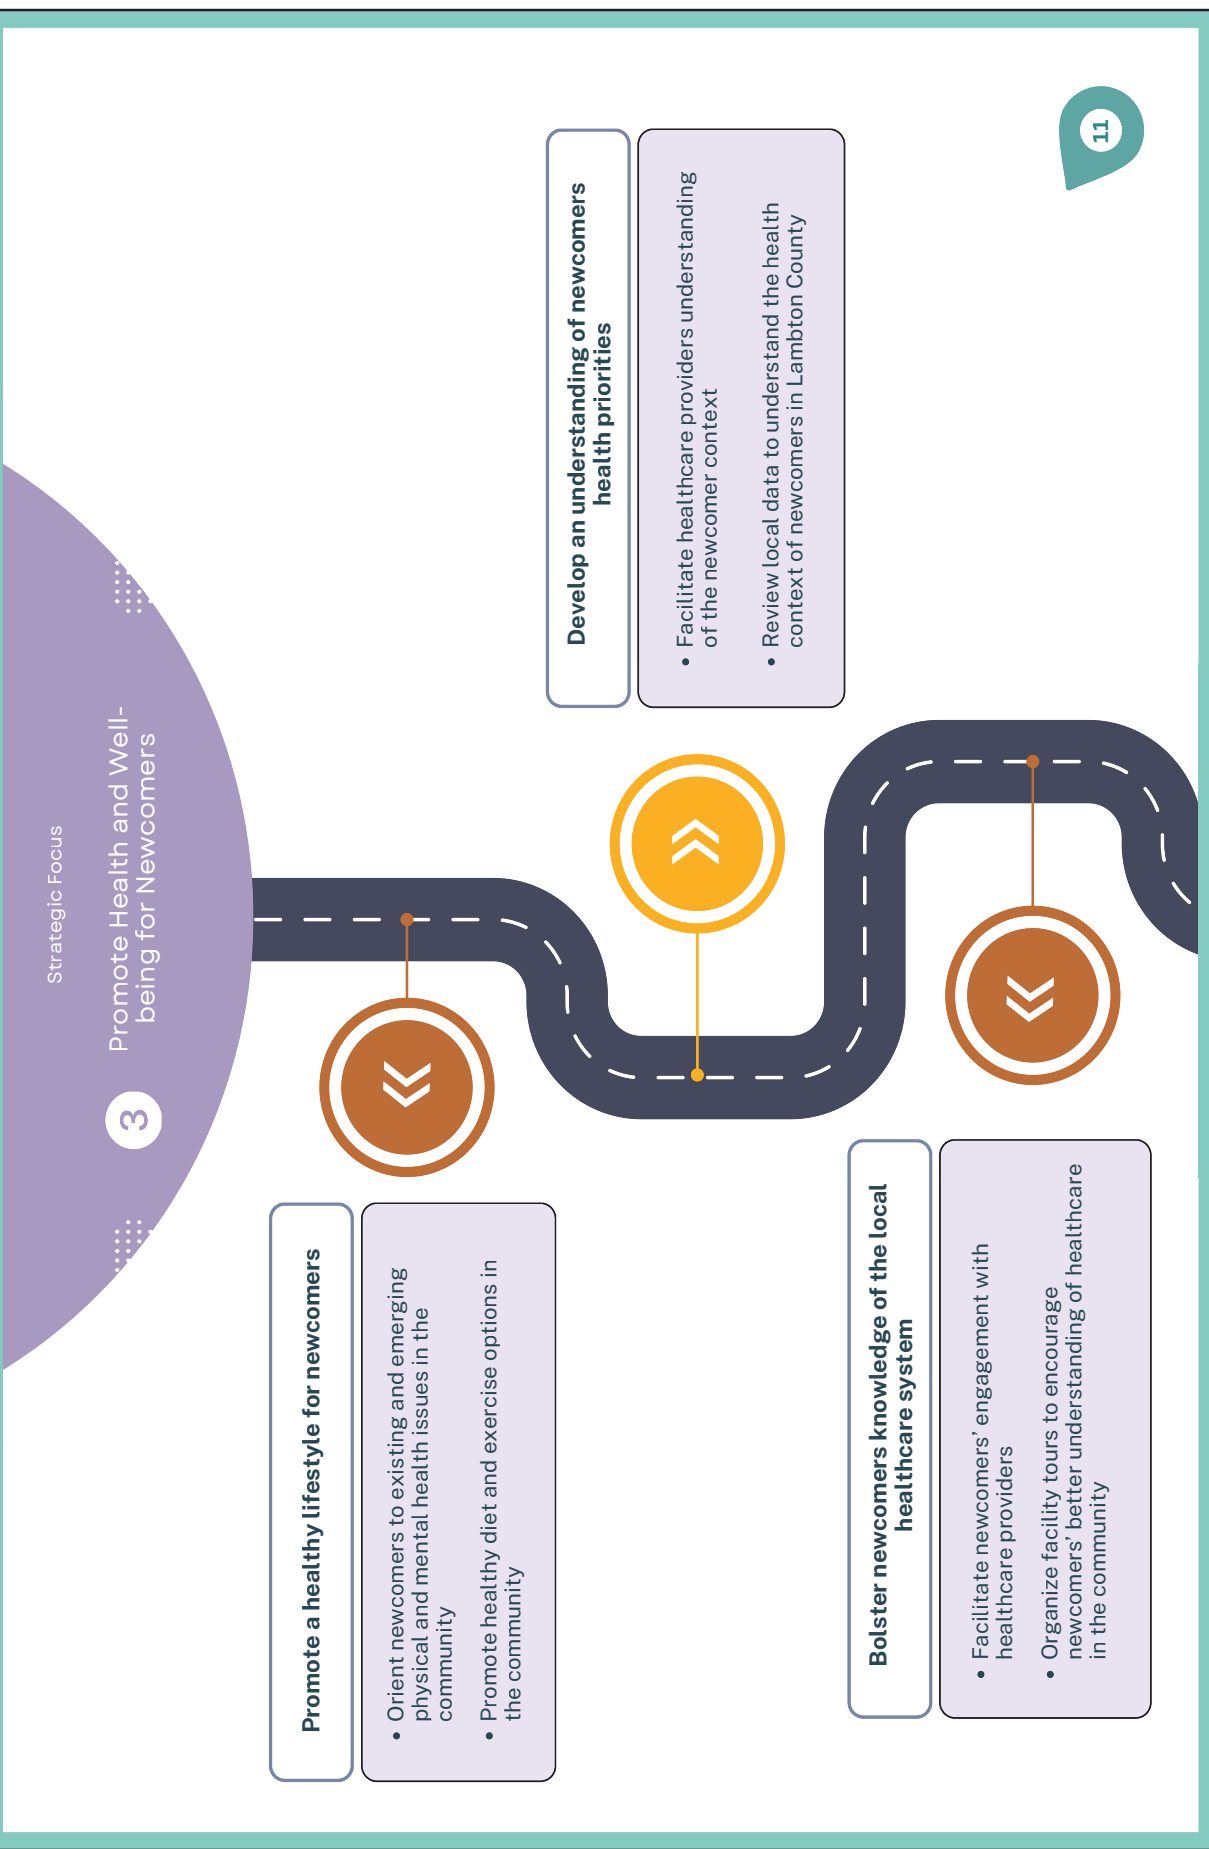 Strategic Focus
3
Promote Health and Well-
being for Newcomers
Promote a healthy lifestyle for newcomers
• Orient newcomers to existing and emerging
physical and mental health issues in the
community
• Promote healthy diet and exercise options in
the community
Develop an understanding of newcomers
health priorities
• Facilitate healthcare providers understanding
of the newcomer context
• Review local data to understand the health
context of newcomers in Lambton County
Bolster newcomers knowledge of the local
healthcare system
• Facilitate newcomers’ engagement with
healthcare providers
• Organize facility tours to encourage
newcomers’ better understanding of healthcare
in the community
11